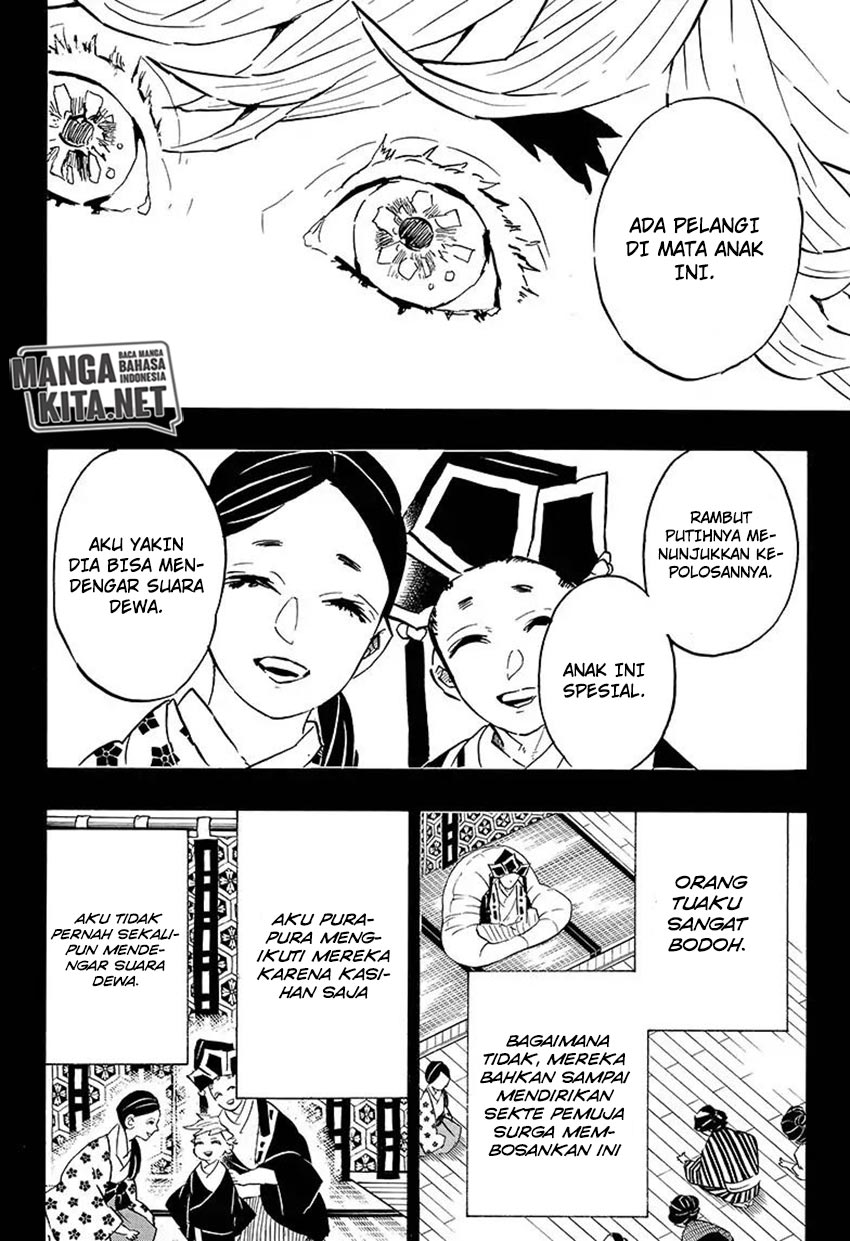 ADA PELANGI
DI MATA ANAK
INI.
MANGA
KITA.NET
BACA MANGA
BAHASA
INDONESIA
RAMBUT
PUTIHNYA ME-
NUNJUKKAN KE-
POLOSANNYA.
ANAK INI
SPESIAL.
AKU YAKIN
DIA BISA MEN-
DENGAR SUARA
DEWA.
ORANG
TUAKU
SANGAT
BODOH.
BAGAIMANA
TIDAK, MEREKA
BAHKAN SAMPAI
MENDIRIKAN
SEKTE PEMUJA
SURGA MEM-
BOSANKAN INI
AKU PURA-
PURA MENG-
IKUTI MEREKA
KARENA KASI-
HAN SAJA
AKU TIDAK
PERNAH SEKALI-
PUN MENDE-
NGAR SUARA
DEWA.